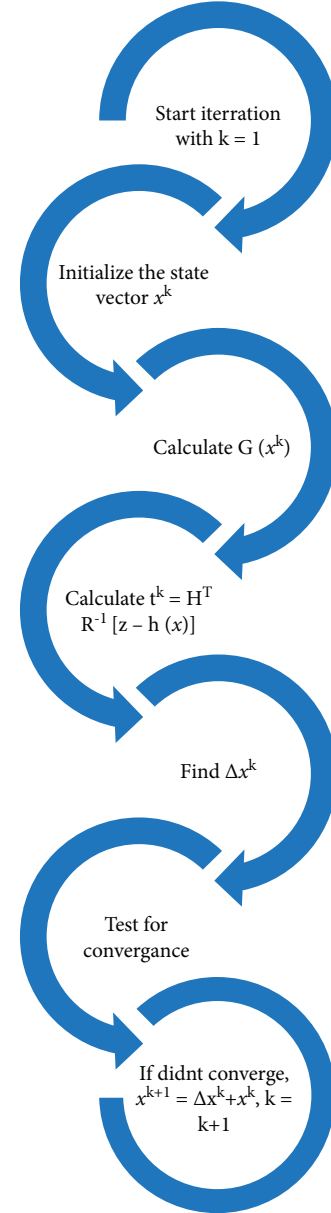 Start iterration
with k = 1
Initialize the state
vector x^k
Calculate G (x^k)
Calculate t^k = H^T
R^-1 [z – h (x)]
Find Δx^k
Test for
convergance
If didnt converge,
x^k+1 = Δx^k+x^k, k =
k+1